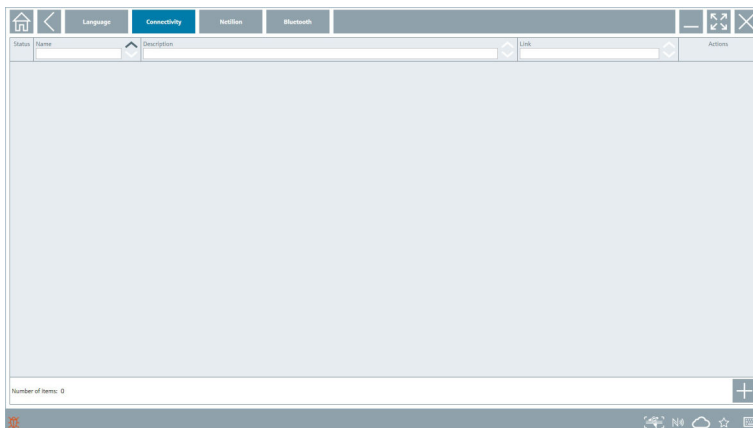 Language Connectivity Netilion Bluetooth
Status Name Description Link Actions
Number of Items: 0